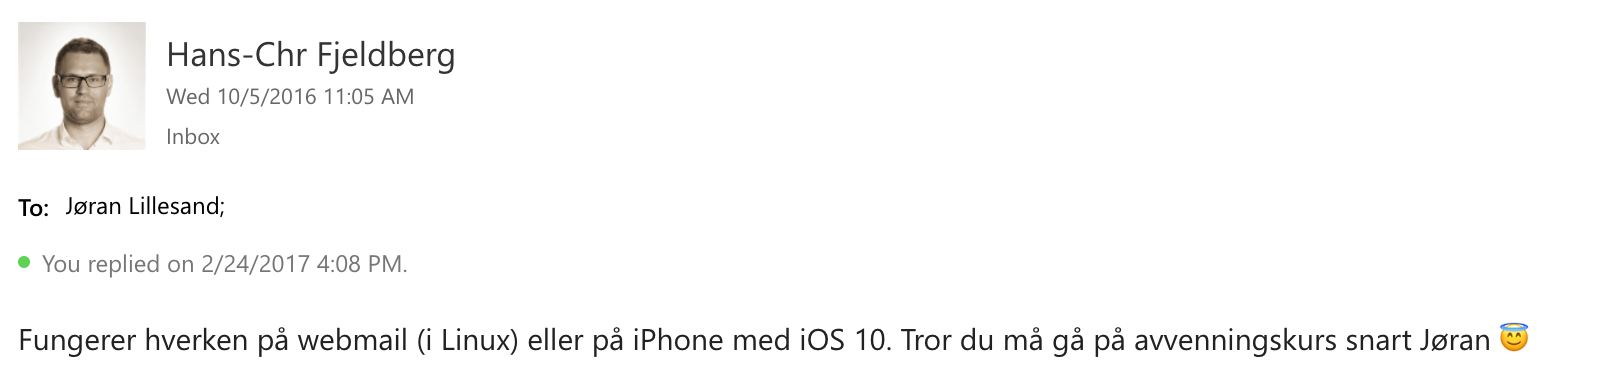 Hans-Chr Fjeldberg
Wed 10/5/2016 11:05 AM
Inbox
To: Jøran Lillesand;
You replied on 2/24/2017 4:08 PM.
Fungerer hverken på webmail (i Linux) eller på iPhone med iOS 10. Tror du må gå på avvenningskurs snart Jøran 😇